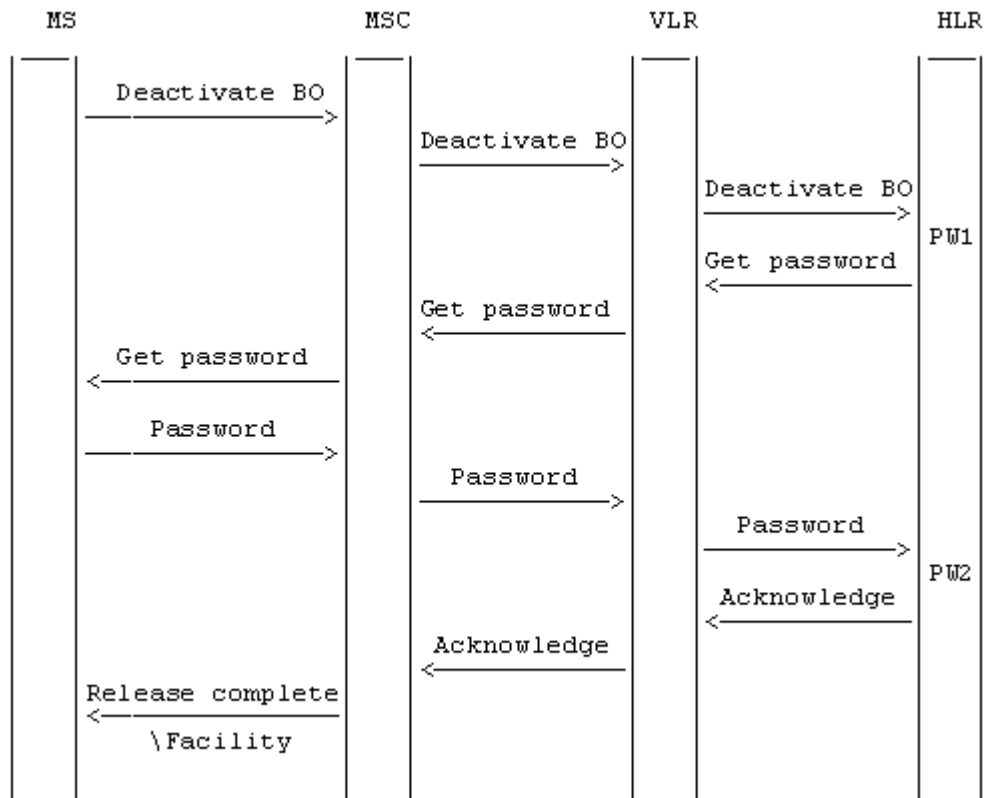 MS MSC VLR HLR
Deactivate BO
Deactivate BO
Deactivate BO
PW1
Get password
Get password
Get password
Password
Password
Password
PW2
Acknowledge
Acknowledge
Release complete
\Facility